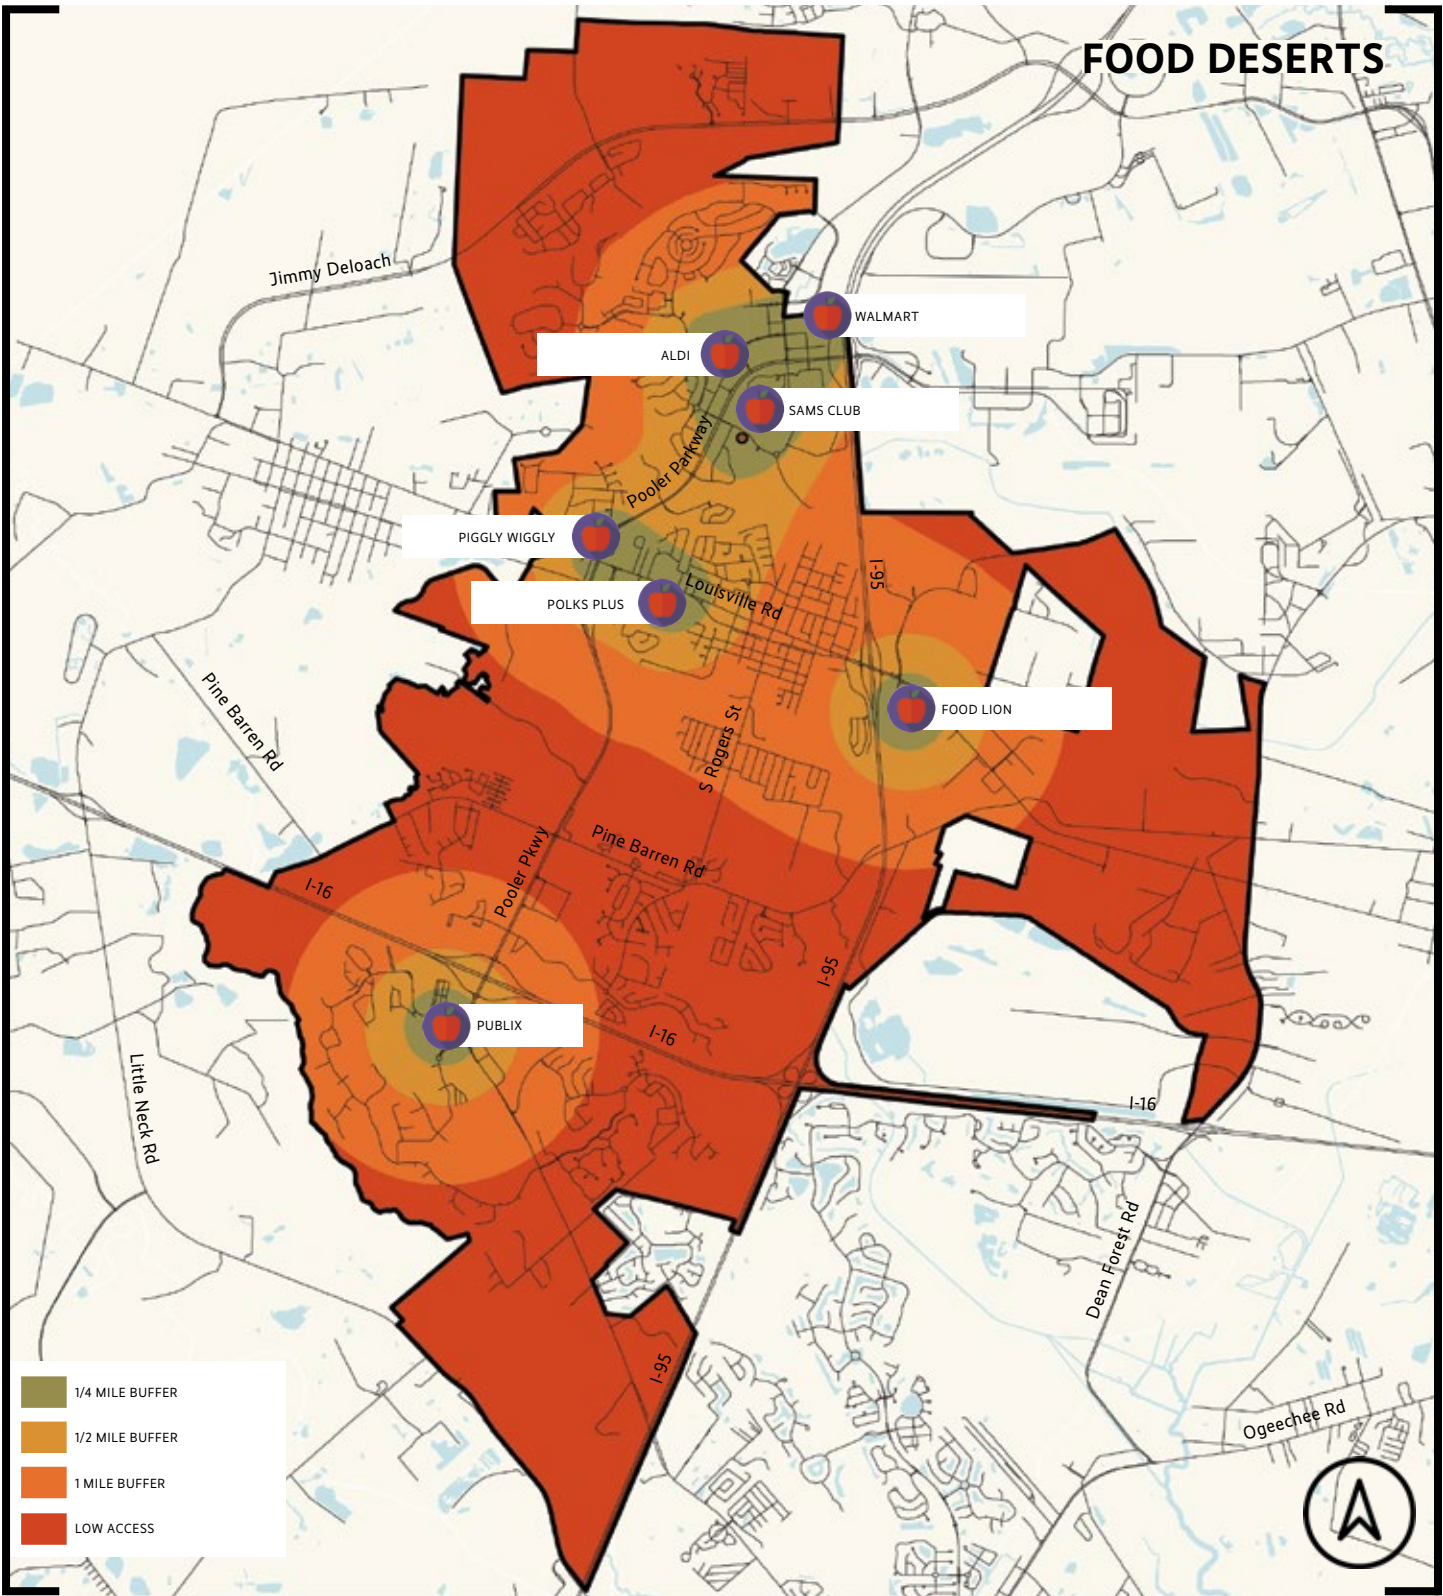 FOOD DESERTS
Jimmy Deloach
WALMART
ALDI
SAMS CLUB
Pooler Parkway
PIGGLY WIGGLY
I-95
Louisville Rd
POLKS PLUS
Pine Barren Rd
FOOD LION
S Rogers St
Pine Barren Rd
Pooler Pkwy
I-16
I-95
PUBLIX
I-16
Little Neck Rd
I-16
Dean Forest Rd
I-95
1/4 MILE BUFFER
1/2 MILE BUFFER
1 MILE BUFFER
LOW ACCESS
Ogeechee Rd